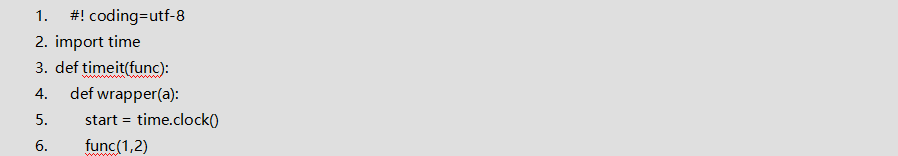 1. #! coding=utf-8
2. import time
3. def timeit(func):
4. def wrapper(a):
5. start = time.clock()
6. func(1,2)